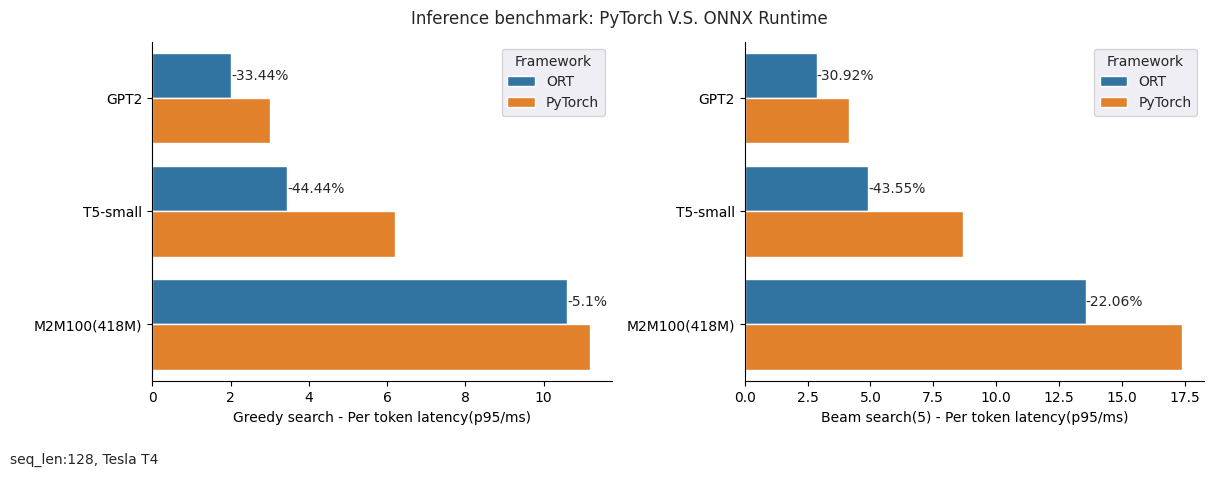 Inference benchmark: PyTorch V.S. ONNX Runtime
GPT2
T5-small
M2M100(418M)
-33.44%
-44.44%
-5.1%
Framework
ORT
PyTorch
0 2 4 6 8 10
Greedy search - Per token latency(p95/ms)
GPT2
T5-small
M2M100(418M)
-30.92%
-43.55%
-22.06%
Framework
ORT
PyTorch
0.0 2.5 5.0 7.5 10.0 12.5 15.0 17.5
Beam search(5) - Per token latency(p95/ms)
seq_len:128, Tesla T4